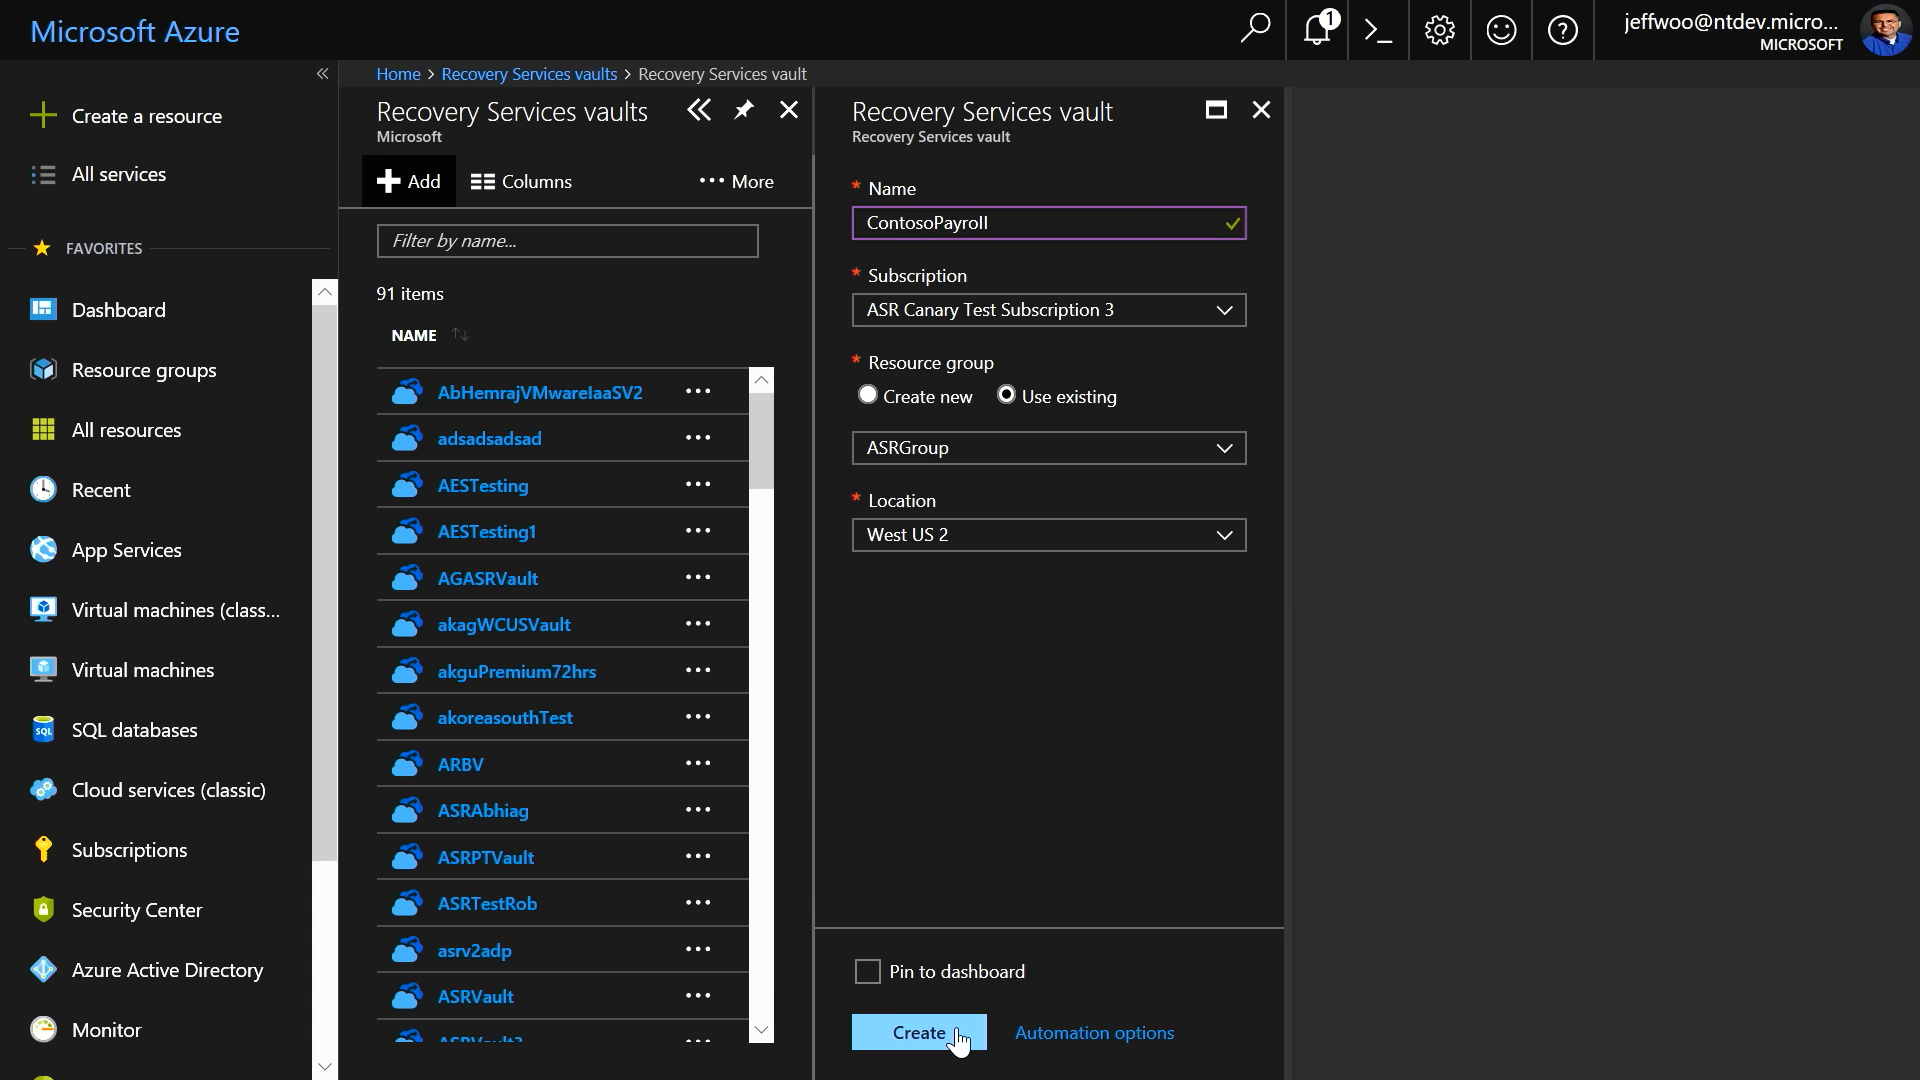 Microsoft Azure
1
jeffwoo@ntdev.micro...
MICROSOFT
Home > Recovery Services vaults > Recovery Services vault
Create a resource
All services
FAVORITES
Dashboard
Resource groups
All resources
Recent
App Services
Virtual machines (class...
Virtual machines
SQL databases
Cloud services (classic)
Subscriptions
Security Center
Azure Active Directory
Monitor
Recovery Services vaults
Microsoft
Add
Columns
More
Filter by name...
91 items
NAME
AbHemrajVMwareIaaSV2
adsadsadsad
AESTesting
AESTesting1
AGASRVault
akagWCUSVault
akguPremium72hrs
akoreasouthTest
ARBV
ASRAbhiag
ASRPTVault
ASRTestRob
asrv2adp
ASRVault
Recovery Services vault
Recovery Services vault
* Name
ContosoPayroll
* Subscription
ASR Canary Test Subscription 3
* Resource group
Create new
Use existing
ASRGroup
* Location
West US 2
Pin to dashboard
Create
Automation options